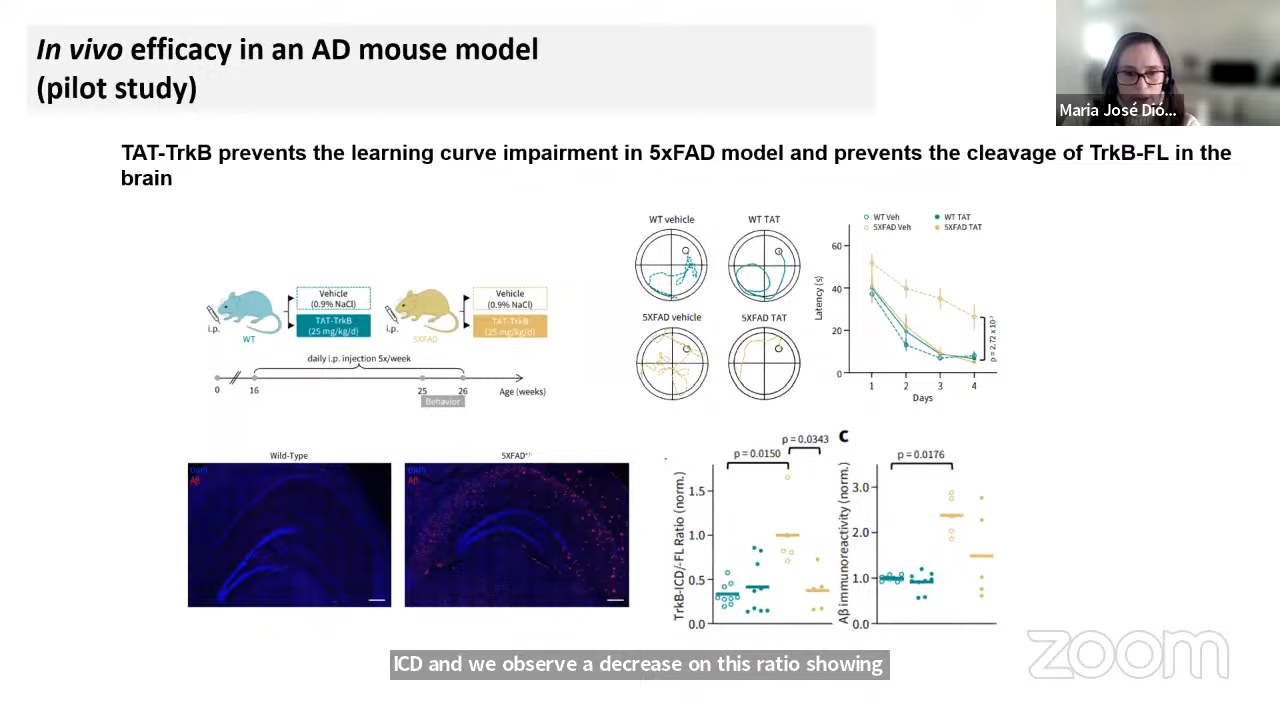 In vivo efficacy in an AD mouse model
(pilot study)
Maria José Dió...
TAT-TrkB prevents the learning curve impairment in 5xFAD model and prevents the cleavage of TrkB-FL in the
brain
Vehicle
(0.9% NaCl)
TAT-TrkB
(25 mg/kg/d)
i.p.
WT
Vehicle
(0.9% NaCl)
TAT-TrkB
(25 mg/kg/d)
i.p.
5XFAD
daily i.p. injection 5x/week
0
16
25
26
Age (weeks)
Behavior
WT vehicle
WT TAT
5XFAD vehicle
5XFAD TAT
WT Veh
WT TAT
5XFAD Veh
5XFAD TAT
Latency (s)
60
40
20
0
1
2
3
4
Days
Wild-Type
DAPI
Aβ
DAPI
Aβ
p = 0.0150
p = 0.0343
TrkB-ICD/-FL Ratio (norm.)
1.5
1.0
0.5
0.0
C
p = 0.0176
Aβ immunoreactivity (norm.)
3.0
2.0
1.0
0.0
ICD and we observe a decrease on this ratio showing
zoom